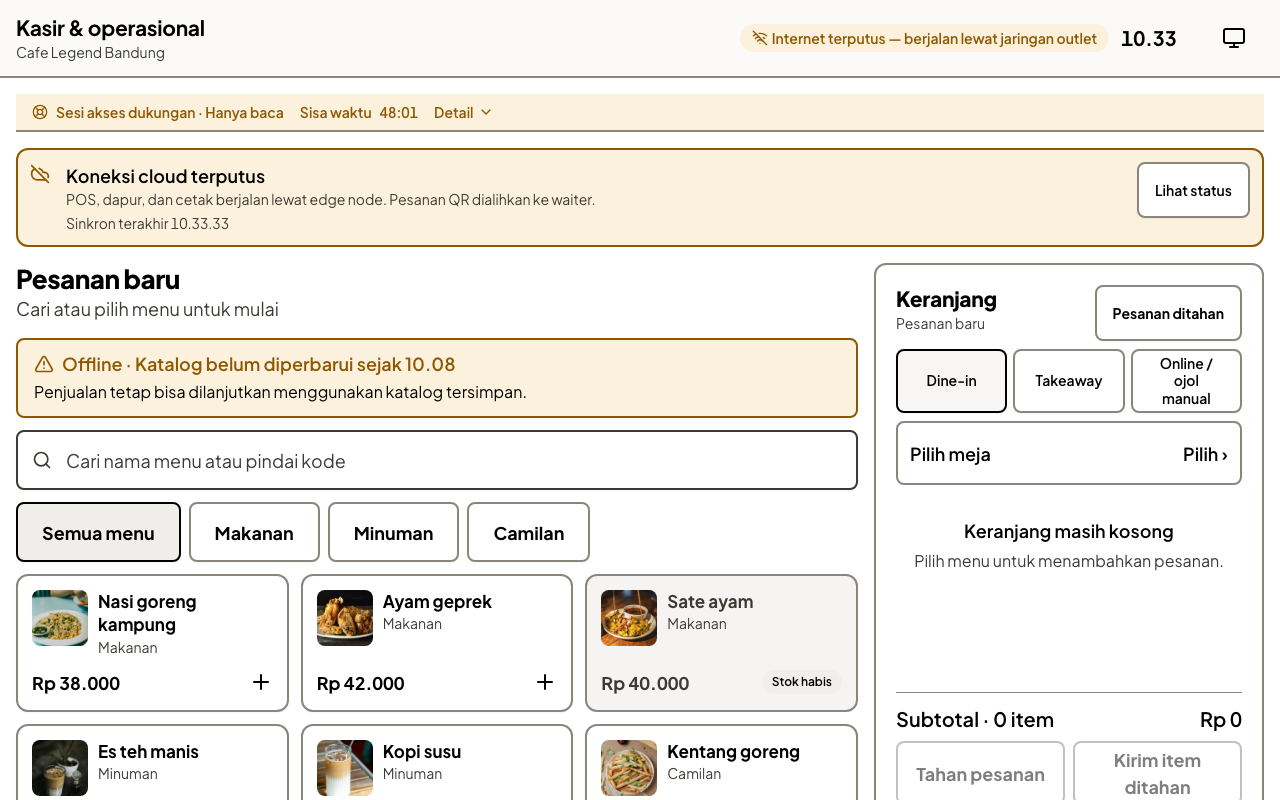 Kasir & operasional
Cafe Legend Bandung
Internet terputus — berjalan lewat jaringan outlet
10.33
Sesi akses dukungan · Hanya baca
Sisa waktu 48:01
Detail
Koneksi cloud terputus
POS, dapur, dan cetak berjalan lewat edge node. Pesanan QR dialihkan ke waiter.
Sinkron terakhir 10.33.33
Lihat status
Pesanan baru
Cari atau pilih menu untuk mulai
Offline · Katalog belum diperbarui sejak 10.08
Penjualan tetap bisa dilanjutkan menggunakan katalog tersimpan.
Cari nama menu atau pindai kode
Semua menu
Makanan
Minuman
Camilan
Nasi goreng
kampung
Makanan
Rp 38.000
Ayam geprek
Makanan
Rp 42.000
Sate ayam
Makanan
Rp 40.000
Stok habis
Es teh manis
Minuman
Kopi susu
Minuman
Kentang goreng
Camilan
Keranjang
Pesanan baru
Pesanan ditahan
Dine-in
Takeaway
Online /
ojol
manual
Pilih meja
Pilih ›
Keranjang masih kosong
Pilih menu untuk menambahkan pesanan.
Subtotal · 0 item
Rp 0
Tahan pesanan
Kirim item
ditahan